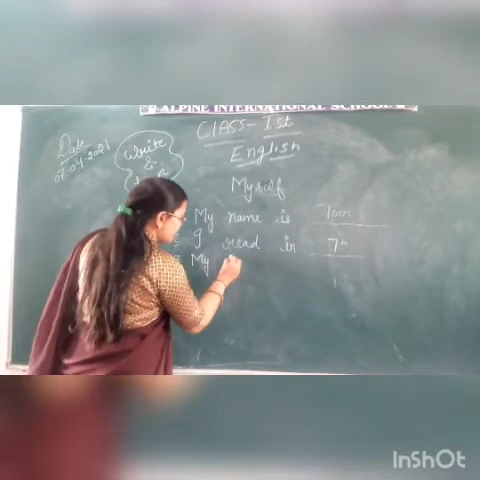 ALPINE INTERNATIONAL SCHOOL
Date
07-04-2021
Write
&
CLASS- Ist
English
Myself
My name is Tom
I read in 7th
My
InShOt